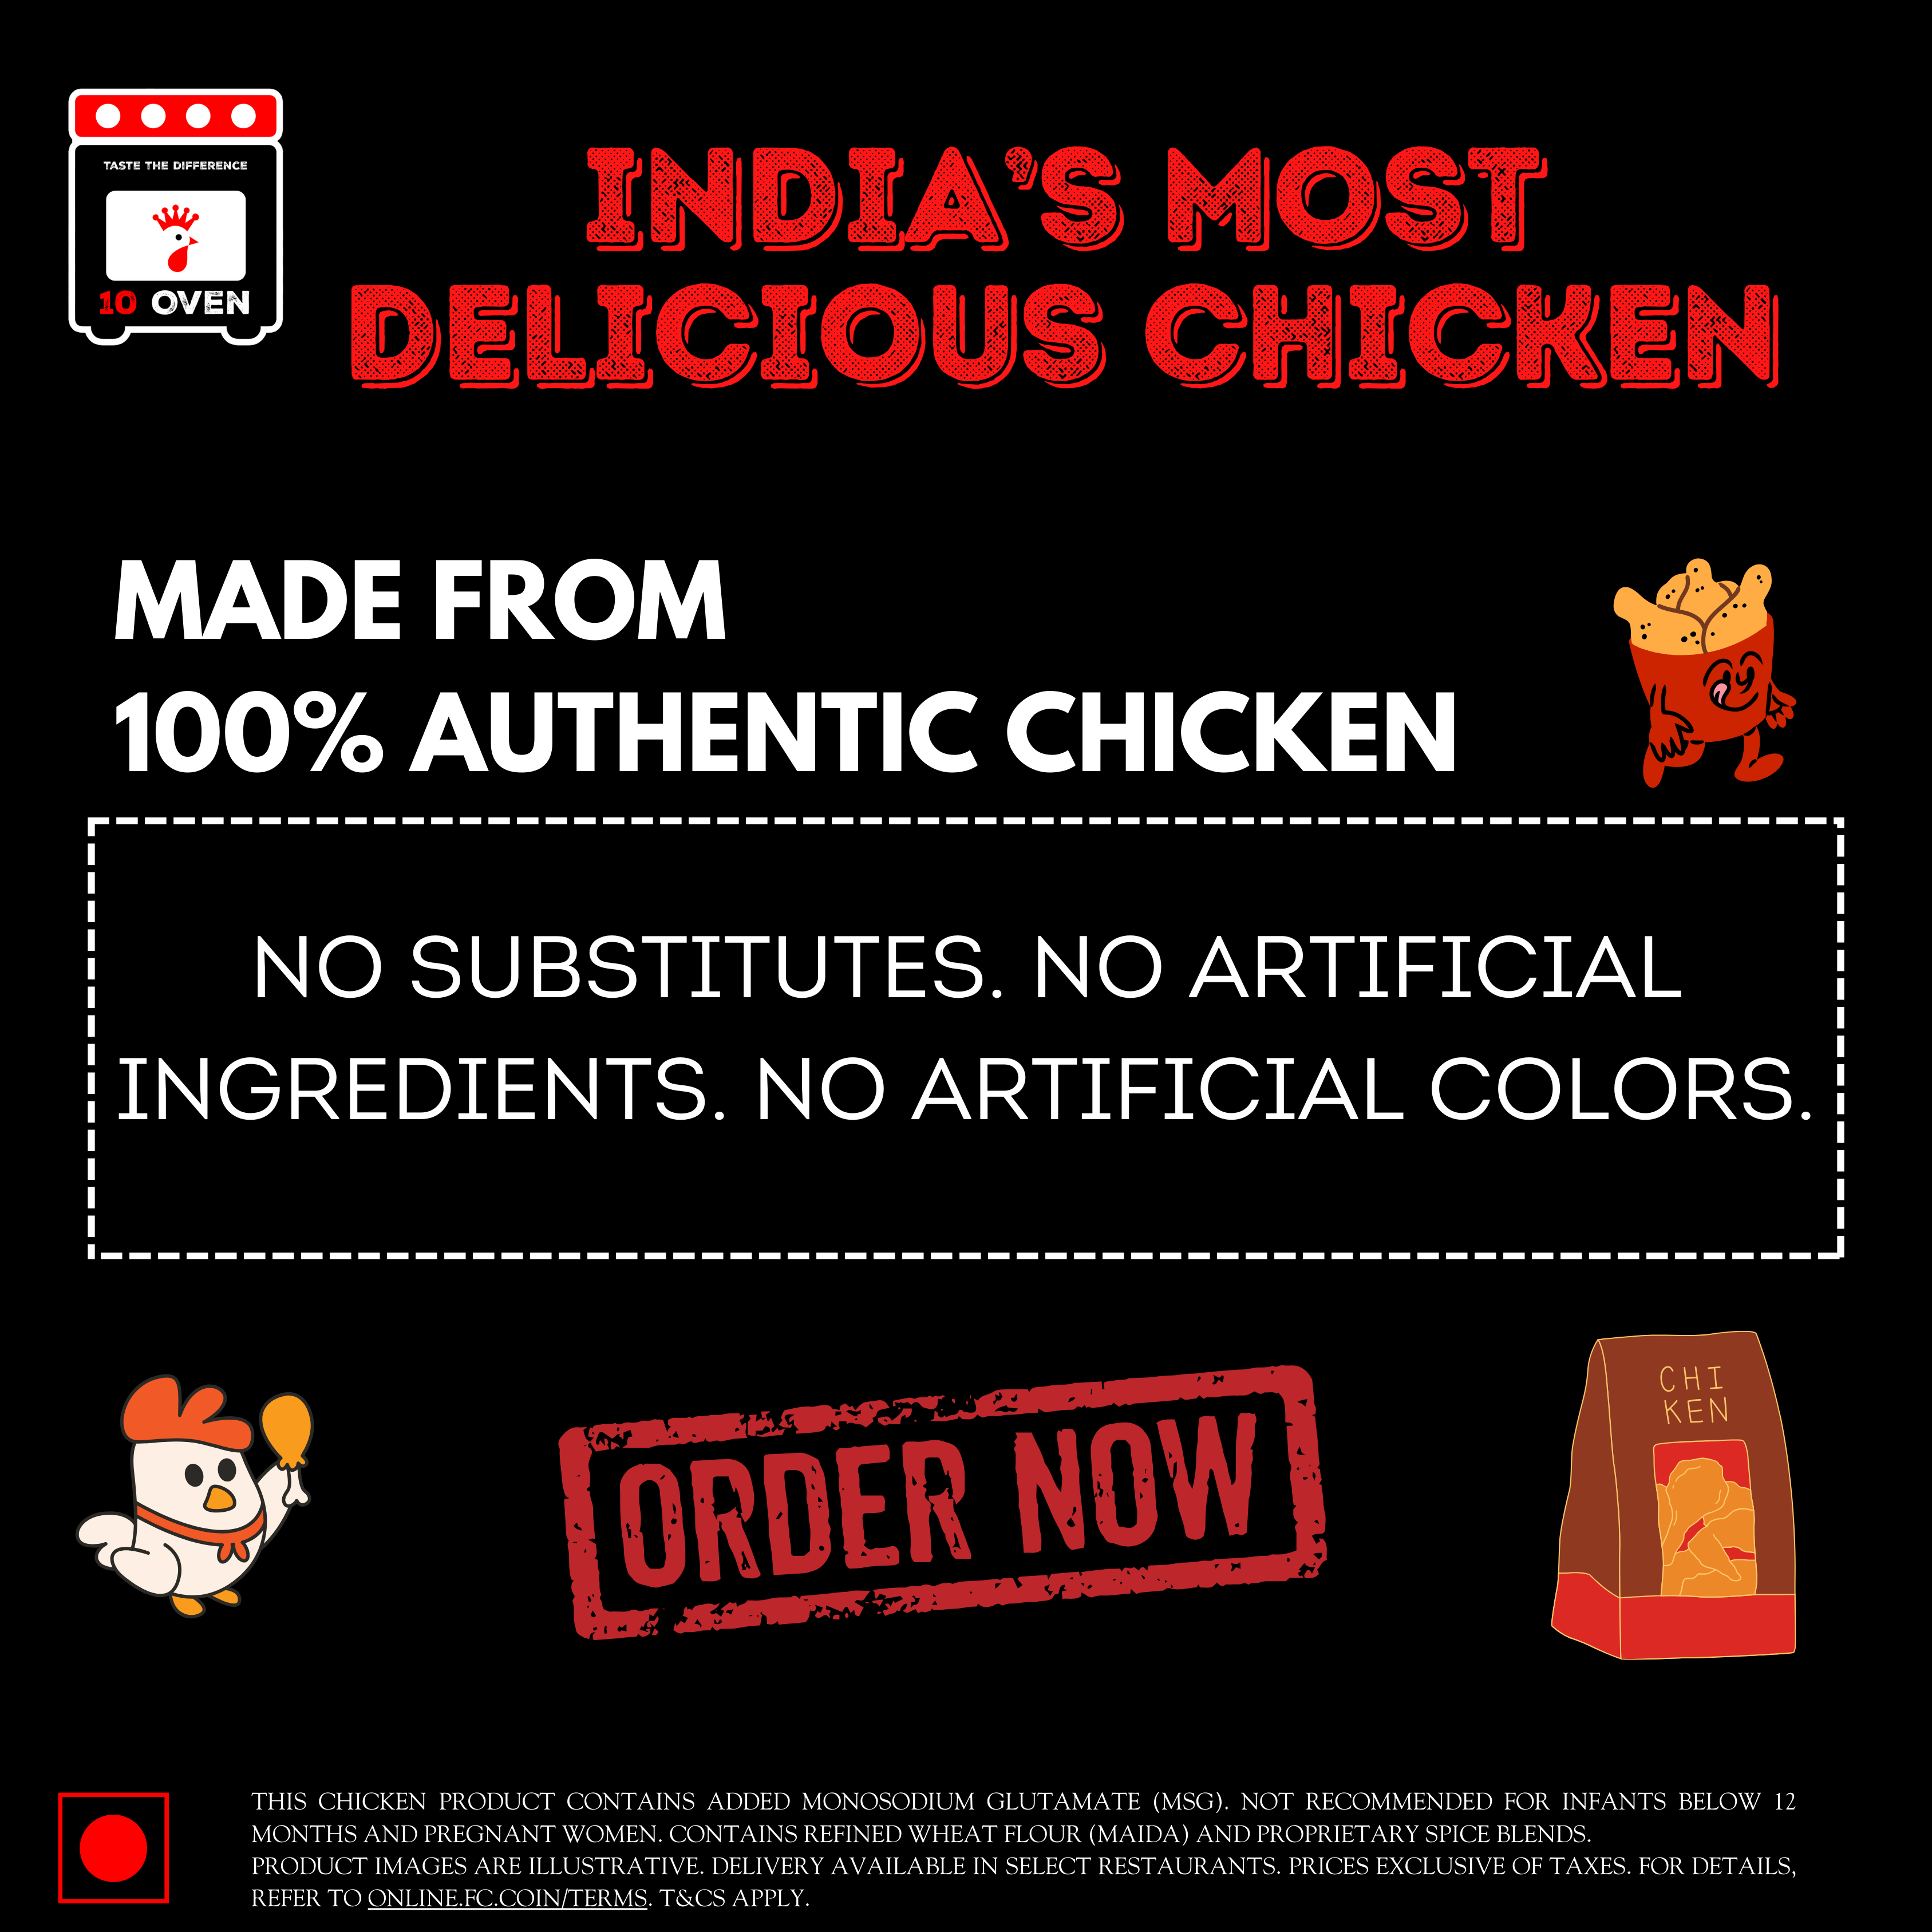 TASTE THE DIFFERENCE
10 OVEN
INDIA'S MOST
DELICIOUS CHICKEN
MADE FROM
100% AUTHENTIC CHICKEN
NO SUBSTITUTES. NO ARTIFICIAL
INGREDIENTS. NO ARTIFICIAL COLORS.
ORDER NOW
CHI
KEN
THIS CHICKEN PRODUCT CONTAINS ADDED MONOSODIUM GLUTAMATE (MSG). NOT RECOMMENDED FOR INFANTS BELOW 12
MONTHS AND PREGNANT WOMEN. CONTAINS REFINED WHEAT FLOUR (MAIDA) AND PROPRIETARY SPICE BLENDS.
PRODUCT IMAGES ARE ILLUSTRATIVE. DELIVERY AVAILABLE IN SELECT RESTAURANTS. PRICES EXCLUSIVE OF TAXES. FOR DETAILS,
REFER TO ONLINE.FC.COIN/TERMS. T&CS APPLY.